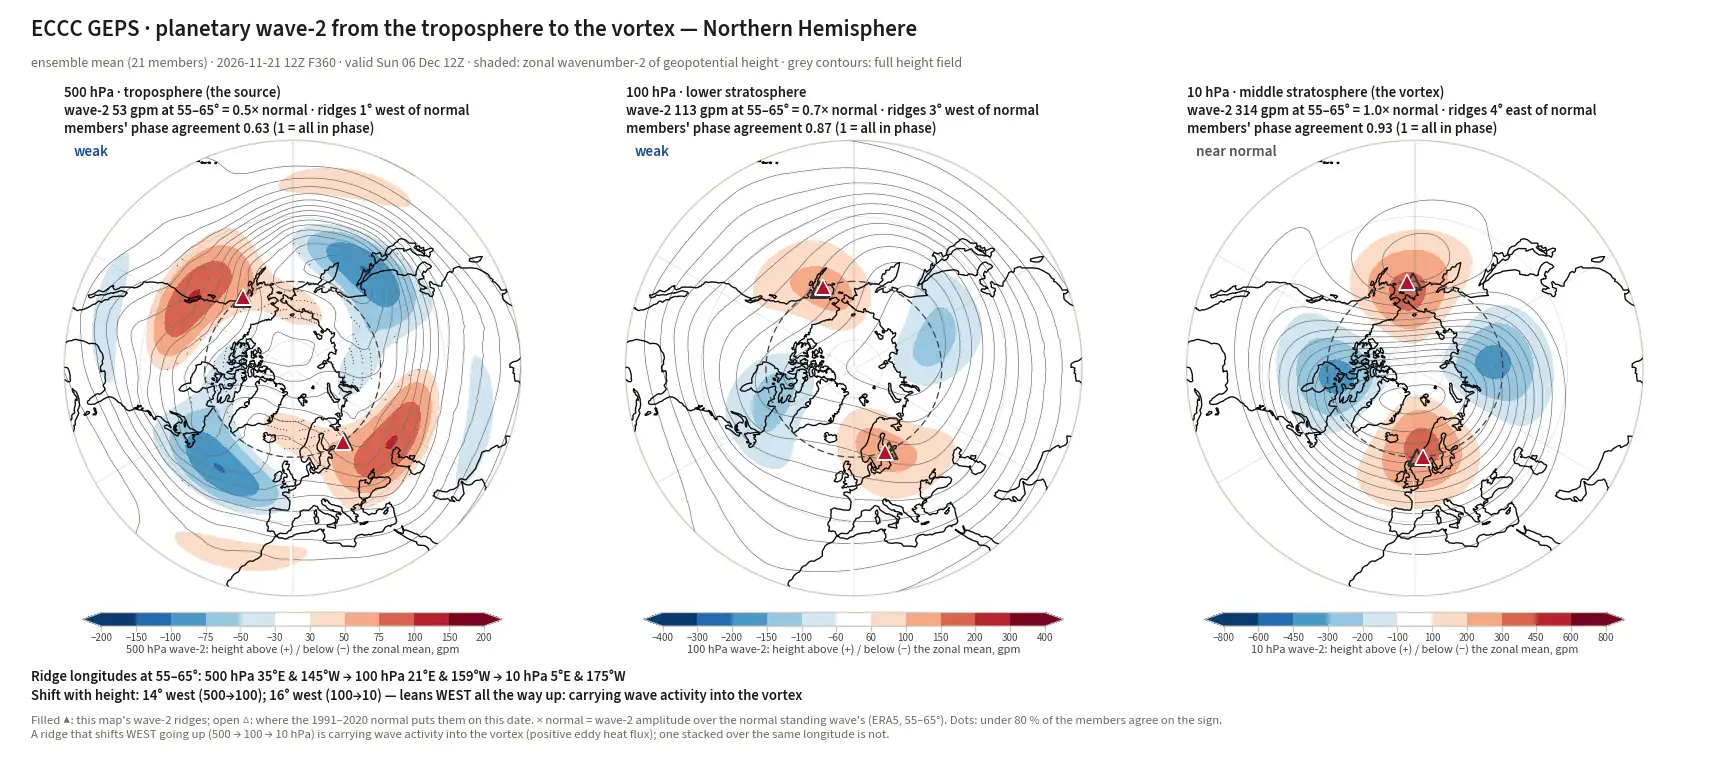 ECCC GEPS · planetary wave-2 from the troposphere to the vortex — Northern Hemisphere
ensemble mean (21 members) · 2026-11-21 12Z F360 · valid Sun 06 Dec 12Z · shaded: zonal wavenumber-2 of geopotential height · grey contours: full height field
500 hPa · troposphere (the source)
wave-2 53 gpm at 55–65° = 0.5× normal · ridges 1° west of normal
members' phase agreement 0.63 (1 = all in phase)
weak
100 hPa · lower stratosphere
wave-2 113 gpm at 55–65° = 0.7× normal · ridges 3° west of normal
members' phase agreement 0.87 (1 = all in phase)
weak
10 hPa · middle stratosphere (the vortex)
wave-2 314 gpm at 55–65° = 1.0× normal · ridges 4° east of normal
members' phase agreement 0.93 (1 = all in phase)
near normal
−200 −150 −100 −75 −50 −30 30 50 75 100 150 200
500 hPa wave-2: height above (+) / below (−) the zonal mean, gpm
−400 −300 −200 −150 −100 −60 60 100 150 200 300 400
100 hPa wave-2: height above (+) / below (−) the zonal mean, gpm
−800 −600 −450 −300 −200 −100 100 200 300 450 600 800
10 hPa wave-2: height above (+) / below (−) the zonal mean, gpm
Ridge longitudes at 55–65°: 500 hPa 35°E & 145°W → 100 hPa 21°E & 159°W → 10 hPa 5°E & 175°W
Shift with height: 14° west (500→100); 16° west (100→10) — leans WEST all the way up: carrying wave activity into the vortex
Filled ▲: this map's wave-2 ridges; open △: where the 1991–2020 normal puts them on this date. × normal = wave-2 amplitude over the normal standing wave's (ERA5, 55–65°). Dots: under 80 % of the members agree on the sign.
A ridge that shifts WEST going up (500 → 100 → 10 hPa) is carrying wave activity into the vortex (positive eddy heat flux); one stacked over the same longitude is not.